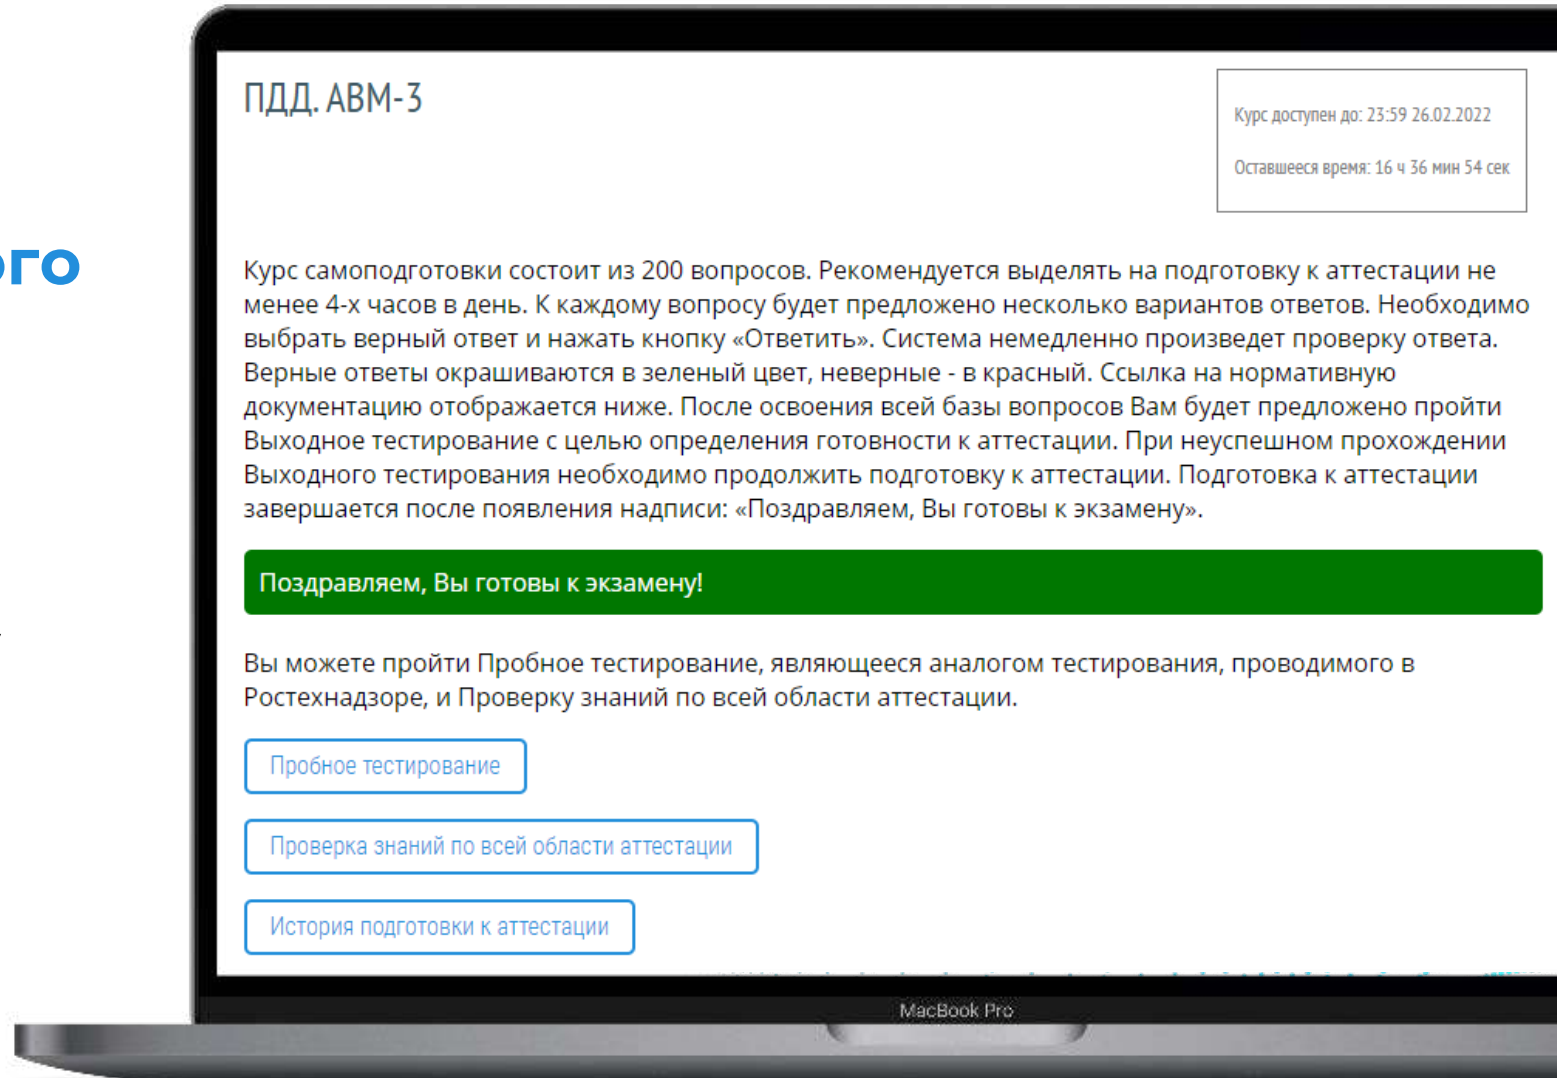 ого
ПДД. АВМ-3
Курс доступен до: 23:59 26.02.2022
Оставшееся время: 16 ч 36 мин 54 сек
Курс самоподготовки состоит из 200 вопросов. Рекомендуется выделять на подготовку к аттестации не
менее 4-х часов в день. К каждому вопросу будет предложено несколько вариантов ответов. Необходимо
выбрать верный ответ и нажать кнопку «Ответить». Система немедленно произведет проверку ответа.
Верные ответы окрашиваются в зеленый цвет, неверные - в красный. Ссылка на нормативную
документацию отображается ниже. После освоения всей базы вопросов Вам будет предложено пройти
Выходное тестирование с целью определения готовности к аттестации. При неуспешном прохождении
Выходного тестирования необходимо продолжить подготовку к аттестации. Подготовка к аттестации
завершается после появления надписи: «Поздравляем, Вы готовы к экзамену».
Поздравляем, Вы готовы к экзамену!
Вы можете пройти Пробное тестирование, являющееся аналогом тестирования, проводимого в
Ростехнадзоре, и Проверку знаний по всей области аттестации.
Пробное тестирование
Проверка знаний по всей области аттестации
История подготовки к аттестации
MacBook Pro